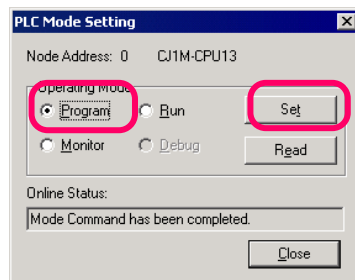 PLC Mode Setting
Node Address: 0 CJ1M-CPU13
Operating Mode
Program Run Set
Monitor Debug Read
Online Status:
Mode Command has been completed.
Close